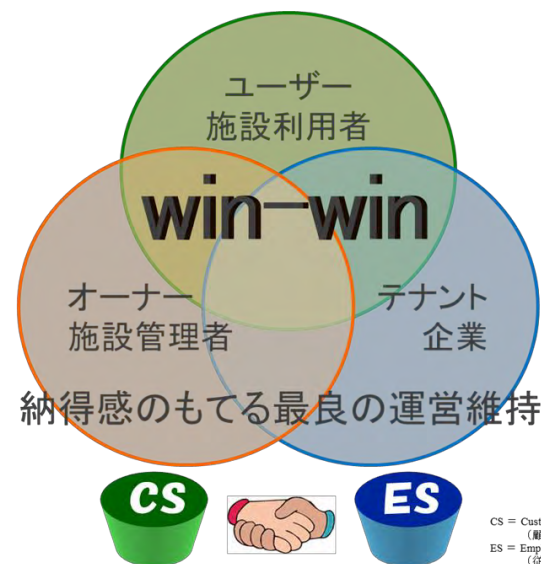 ユーザー
施設利用者
win-win
オーナー
施設管理者
テナント
企業
納得感のもてる最良の運営維持
CS
ES
CS =
ES =